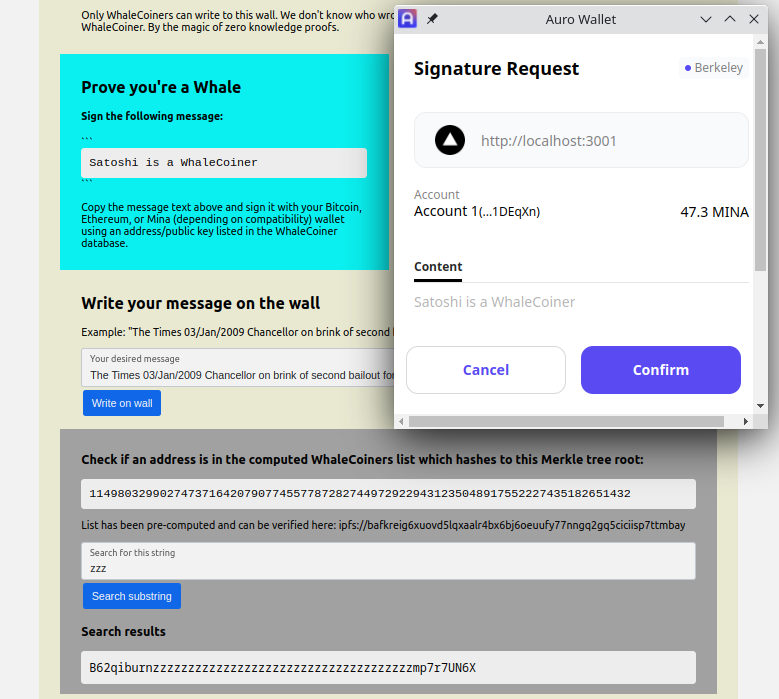 Only WhaleCoiners can write to this wall. We don't know who wro
WhaleCoiner. By the magic of zero knowledge proofs.
Prove you're a Whale
Sign the following message:
```
Satoshi is a WhaleCoiner
```
Copy the message text above and sign it with your Bitcoin,
Ethereum, or Mina (depending on compatibility) wallet
using an address/public key listed in the WhaleCoiner
database.
Write your message on the wall
Example: "The Times 03/Jan/2009 Chancellor on brink of second
Your desired message
The Times 03/Jan/2009 Chancellor on brink of second bailout for
Write on wall
Check if an address is in the computed WhaleCoiners list which hashes to this Merkle tree root:
11498032990274737164207907745577872827449729229431235048917552227435182651432
List has been pre-computed and can be verified here: ipfs://bafkreig6xuovd5lqxaalr4bx6bj6oeuufy77nngq2gq5ciciisp7ttmbay
Search for this string
zzz
Search substring
Search results
B62qiburnzzzzzzzzzzzzzzzzzzzzzzzzzzzzzzzzzzzzzmp7r7UN6X
Auro Wallet
Signature Request
Berkeley
http://localhost:3001
Account
Account 1(...1DEqXn)
47.3 MINA
Content
Satoshi is a WhaleCoiner
Cancel
Confirm